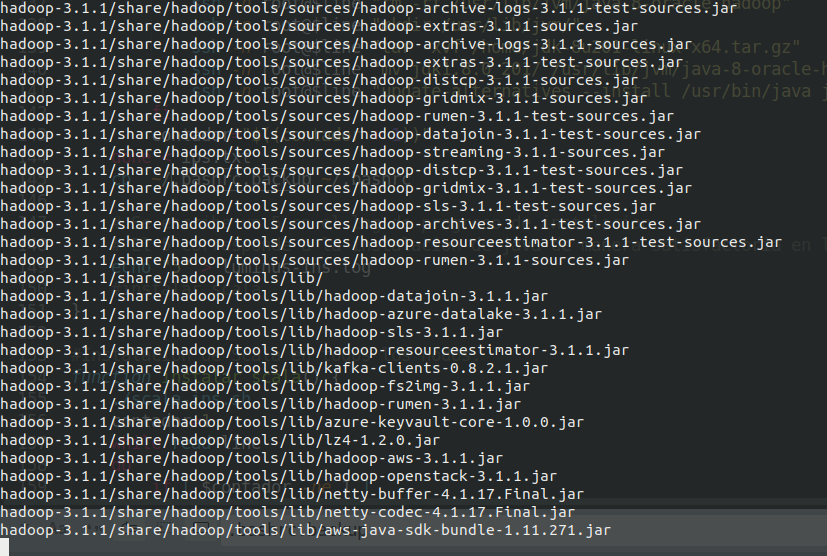 hadoop-3.1.1/share/hadoop/tools/sources/hadoop-archive-logs-3.1.1-test-sources.jar
hadoop-3.1.1/share/hadoop/tools/sources/hadoop-extras-3.1.1-sources.jar
hadoop-3.1.1/share/hadoop/tools/sources/hadoop-archive-logs-3.1.1-sources.jar
hadoop-3.1.1/share/hadoop/tools/sources/hadoop-extras-3.1.1-test-sources.jar
hadoop-3.1.1/share/hadoop/tools/sources/hadoop-distcp-3.1.1-sources.jar
hadoop-3.1.1/share/hadoop/tools/sources/hadoop-gridmix-3.1.1-sources.jar
hadoop-3.1.1/share/hadoop/tools/sources/hadoop-rumen-3.1.1-test-sources.jar
hadoop-3.1.1/share/hadoop/tools/sources/hadoop-datajoin-3.1.1-test-sources.jar
hadoop-3.1.1/share/hadoop/tools/sources/hadoop-streaming-3.1.1-sources.jar
hadoop-3.1.1/share/hadoop/tools/sources/hadoop-distcp-3.1.1-test-sources.jar
hadoop-3.1.1/share/hadoop/tools/sources/hadoop-gridmix-3.1.1-test-sources.jar
hadoop-3.1.1/share/hadoop/tools/sources/hadoop-sls-3.1.1-test-sources.jar
hadoop-3.1.1/share/hadoop/tools/sources/hadoop-archives-3.1.1-test-sources.jar
hadoop-3.1.1/share/hadoop/tools/sources/hadoop-resourceestimator-3.1.1-test-sources.jar
hadoop-3.1.1/share/hadoop/tools/sources/hadoop-rumen-3.1.1-sources.jar
hadoop-3.1.1/share/hadoop/tools/lib/
hadoop-3.1.1/share/hadoop/tools/lib/hadoop-datajoin-3.1.1.jar
hadoop-3.1.1/share/hadoop/tools/lib/hadoop-azure-datalake-3.1.1.jar
hadoop-3.1.1/share/hadoop/tools/lib/hadoop-sls-3.1.1.jar
hadoop-3.1.1/share/hadoop/tools/lib/hadoop-resourceestimator-3.1.1.jar
hadoop-3.1.1/share/hadoop/tools/lib/kafka-clients-0.8.2.1.jar
hadoop-3.1.1/share/hadoop/tools/lib/hadoop-fs2img-3.1.1.jar
hadoop-3.1.1/share/hadoop/tools/lib/hadoop-rumen-3.1.1.jar
hadoop-3.1.1/share/hadoop/tools/lib/azure-keyvault-core-1.0.0.jar
hadoop-3.1.1/share/hadoop/tools/lib/lz4-1.2.0.jar
hadoop-3.1.1/share/hadoop/tools/lib/hadoop-aws-3.1.1.jar
hadoop-3.1.1/share/hadoop/tools/lib/hadoop-openstack-3.1.1.jar
hadoop-3.1.1/share/hadoop/tools/lib/netty-buffer-4.1.17.Final.jar
hadoop-3.1.1/share/hadoop/tools/lib/netty-codec-4.1.17.Final.jar
hadoop-3.1.1/share/hadoop/tools/lib/aws-java-sdk-bundle-1.11.271.jar